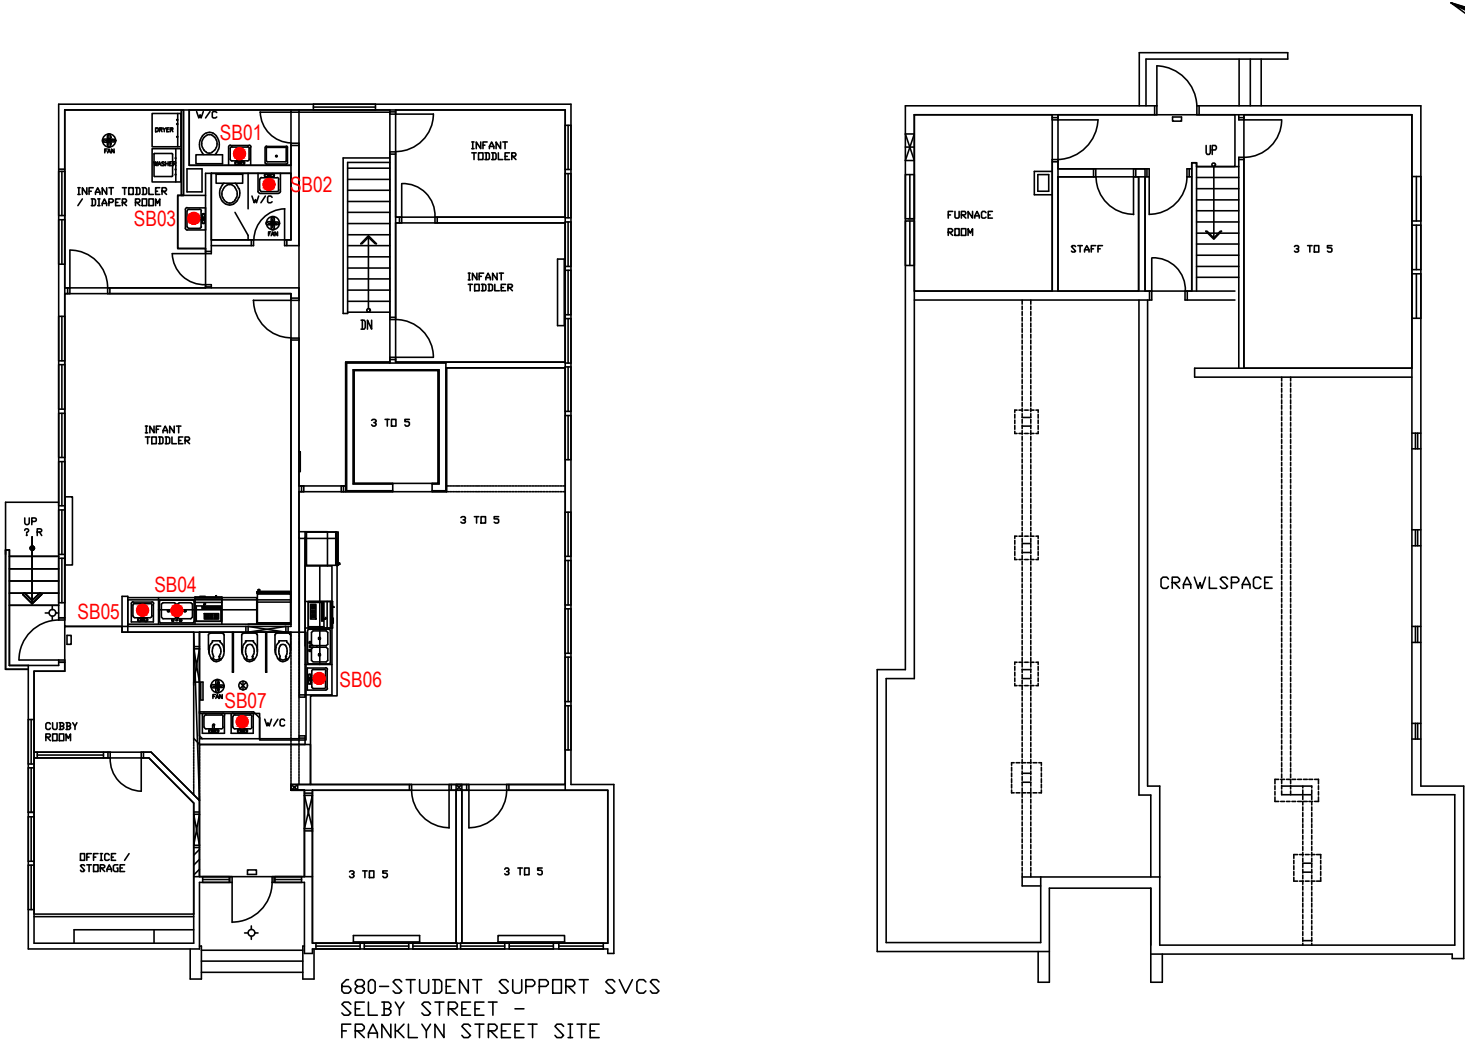 W/C
SB01
DRYER
FAN
WASHER
INFANT
TODDLER
SB02
INFANT TODDLER
/ DIAPER ROOM
W/C
SB03
FAN
INFANT
TODDLER
DN
3 TO 5
INFANT
TODDLER
UP
? R
3 TO 5
SB04
SB05
SB06
FAN
SB07
W/C
CUBBY
ROOM
OFFICE /
STORAGE
3 TO 5
3 TO 5
680-STUDENT SUPPORT SVCS
SELBY STREET -
FRANKLYN STREET SITE
UP
FURNACE
ROOM
STAFF
3 TO 5
CRAWLSPACE